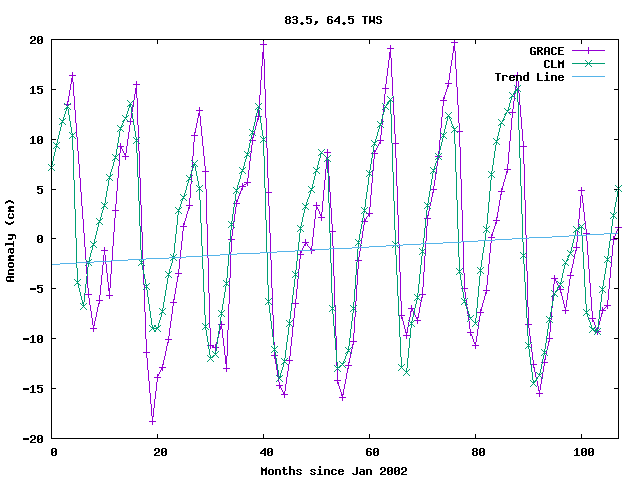 83.5, 64.5 TWS
GRACE
CLM
Trend Line
20
15
10
5
0
-5
-10
-15
-20
Anomaly (cm)
0 20 40 60 80 100
Months since Jan 2002